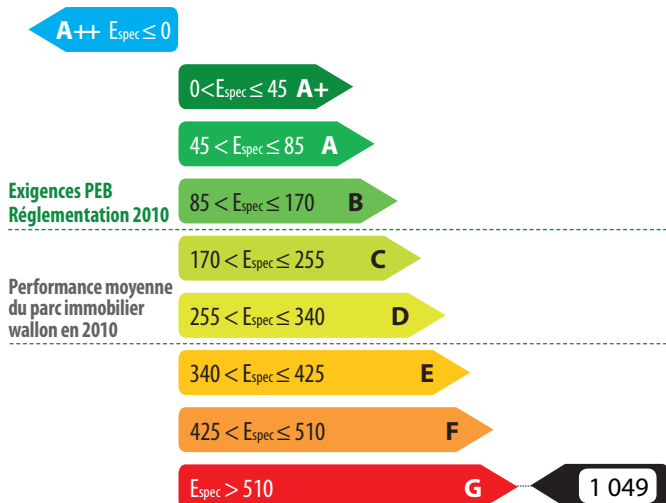 A++ Espec ≤ 0
0<Espec ≤ 45 A+
45 < Espec ≤ 85 A
Exigences PEB
Réglementation 2010
85 < Espec ≤ 170 B
170 < Espec ≤ 255 C
Performance moyenne
du parc immobilier
wallon en 2010
255 < Espec ≤ 340 D
340 < Espec ≤ 425 E
425 < Espec ≤ 510 F
Espec > 510 G
1 049